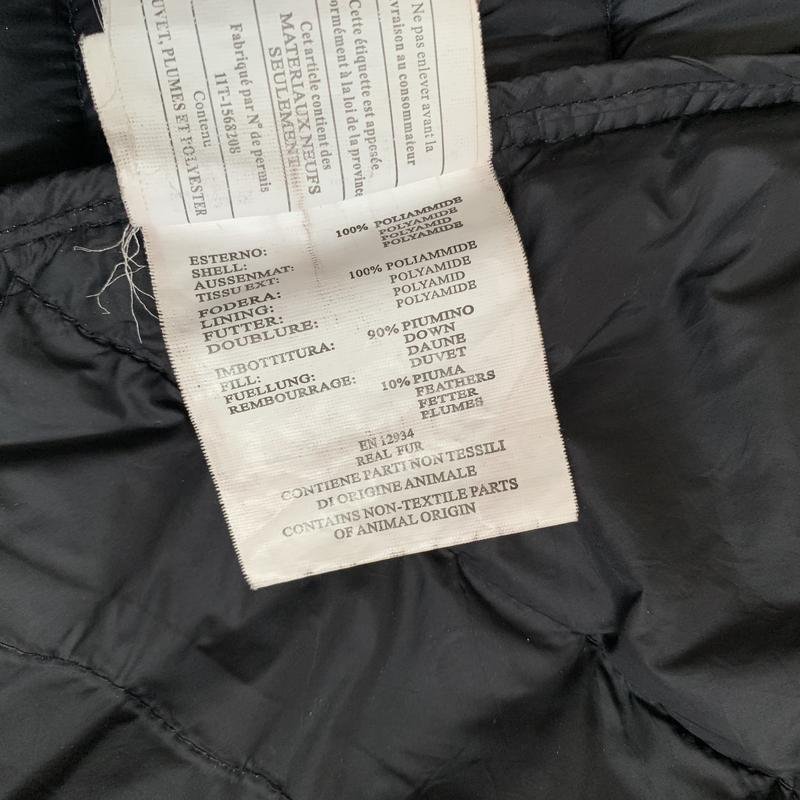 Ne pas enlever avant la
vraison au consommateur
Cette étiquette est apposée
ormément à la loi de la province
Cet article contient des
MATERIAUX NEUFS
SEULEMENT
Fabriqué par N° de permis
11T-1568208
Contenu
UVET, PLUMES ET POLYESTER
ESTERNO: 100% POLIAMMIDE
SHELL: POLYAMIDE
AUSSENMAT: POLYAMID
TISSU EXT: POLYAMIDE
FODERA: 100% POLIAMMIDE
LINING: POLYAMIDE
FUTTER: POLYAMID
DOUBLURE: POLYAMIDE
IMBOTTITURA: 90% PIUMINO
FILL: DOWN
FUELLUNG: DAUNE
REMBOURRAGE: DUVET
10% PIUMA
FEATHERS
FETTER
PLUMES
EN 12934
REAL FUR
CONTIENE PARTI NON TESSILI
DI ORIGINE ANIMALE
CONTAINS NON-TEXTILE PARTS
OF ANIMAL ORIGIN